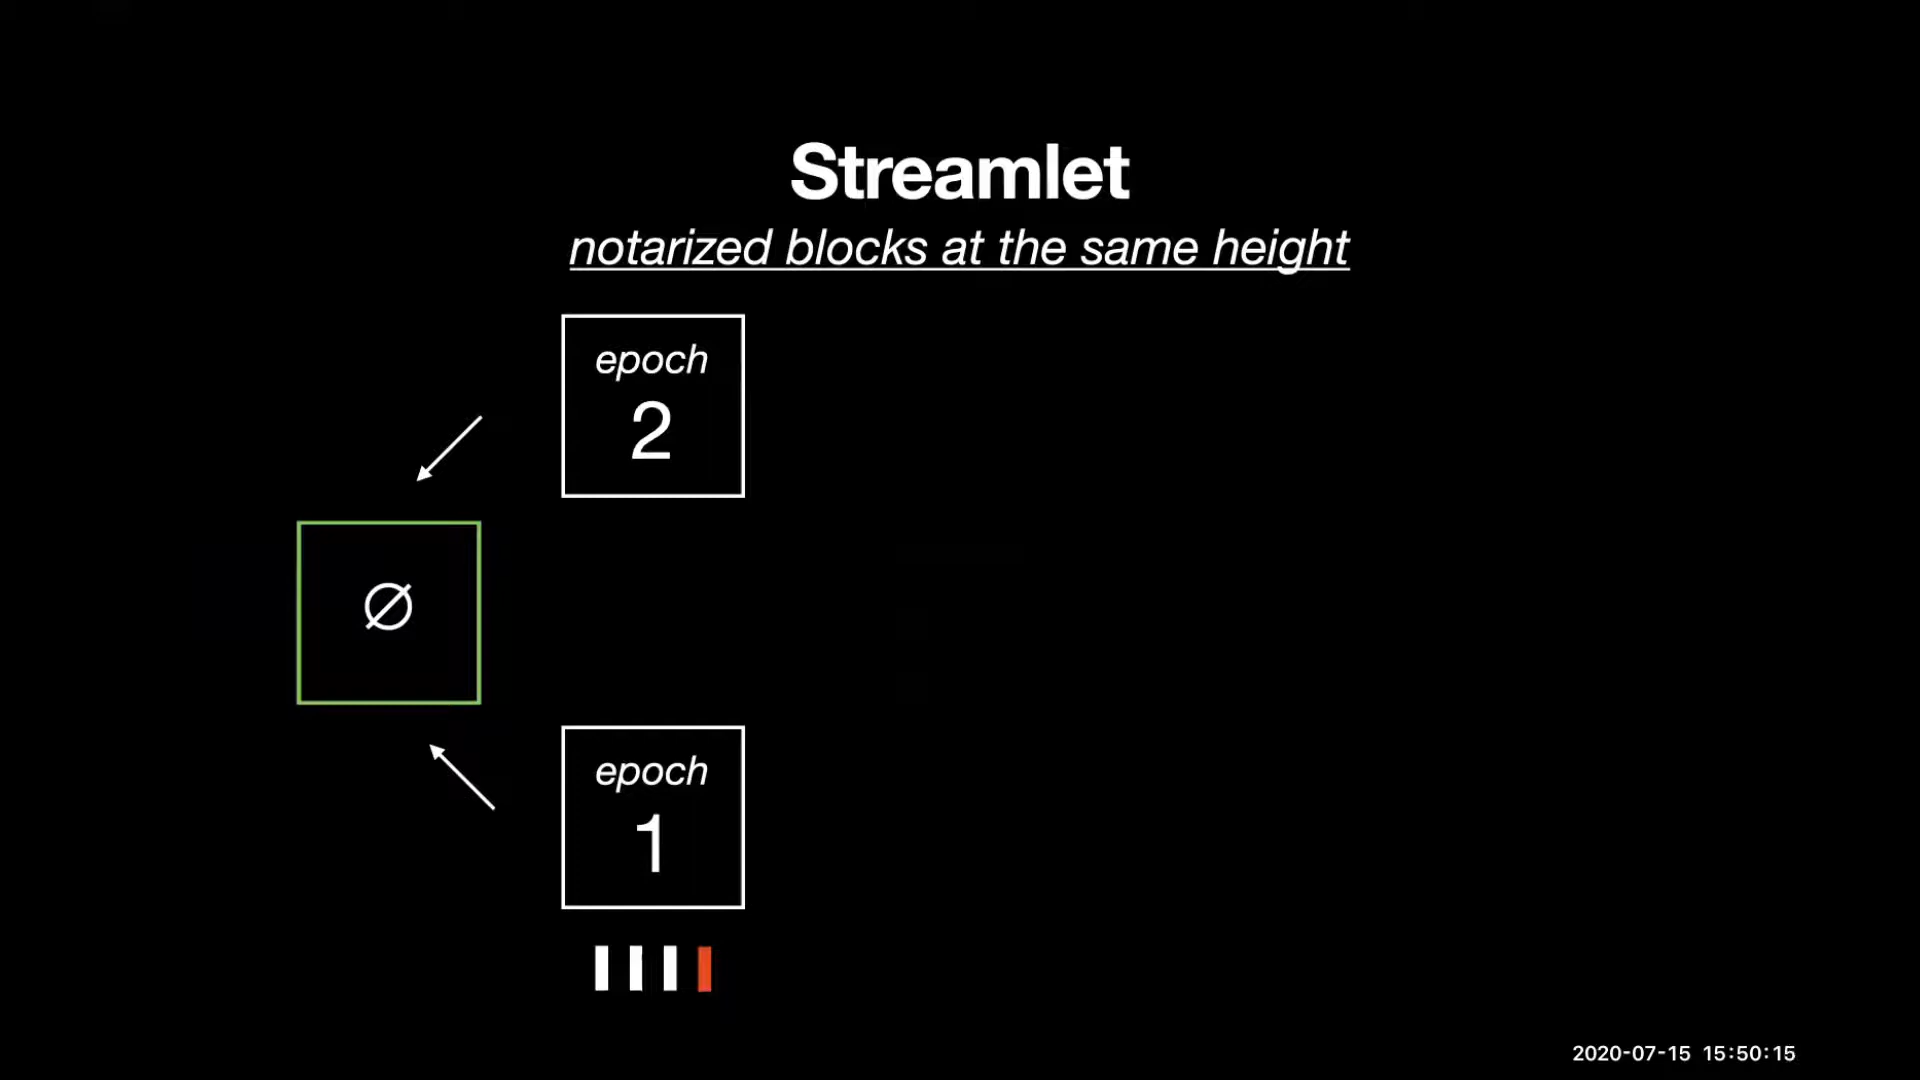 Streamlet
notarized blocks at the same height
epoch
2
∅
epoch
1
2020-07-15 15:50:15